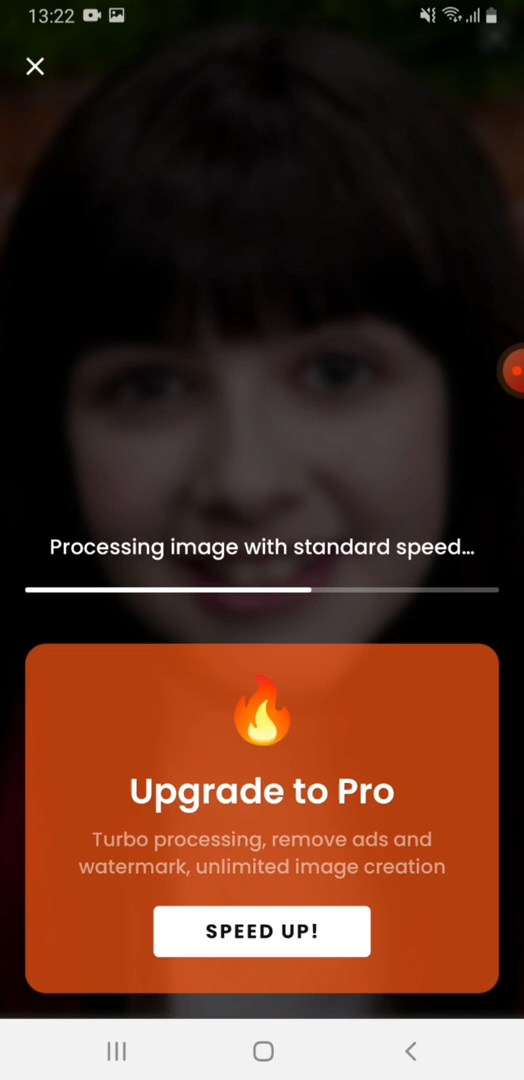 13:22
Processing image with standard speed...
Upgrade to Pro
Turbo processing, remove ads and
watermark, unlimited image creation
SPEED UP!